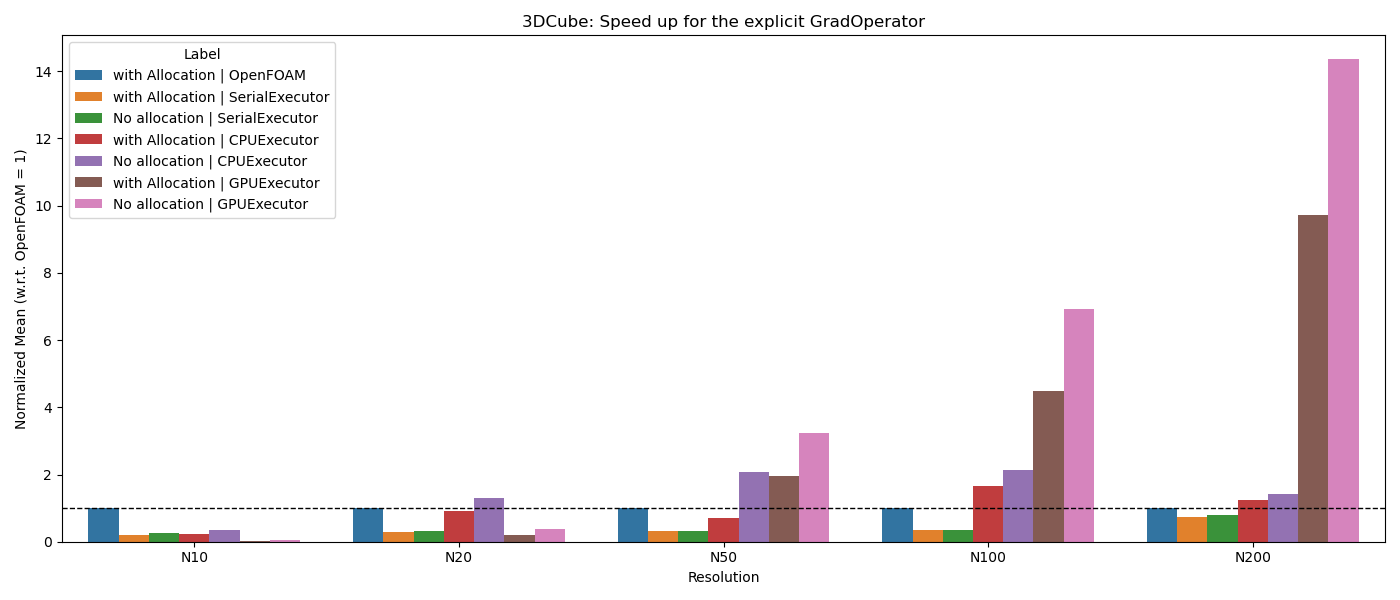 3DCube: Speed up for the explicit GradOperator
Label
with Allocation | OpenFOAM
with Allocation | SerialExecutor
No allocation | SerialExecutor
with Allocation | CPUExecutor
No allocation | CPUExecutor
with Allocation | GPUExecutor
No allocation | GPUExecutor
Normalized Mean (w.r.t. OpenFOAM = 1)
14
12
10
8
6
4
2
0
N10 N20 N50 N100 N200
Resolution